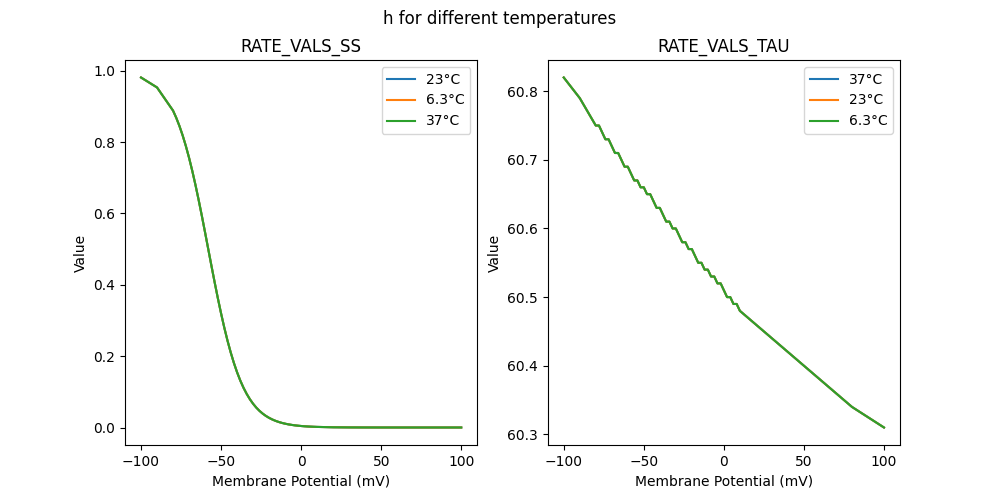 h for different temperatures
RATE_VALS_SS
1.0
0.8
0.6
0.4
0.2
0.0
Value
−100
−50
0
50
100
Membrane Potential (mV)
23°C
6.3°C
37°C
RATE_VALS_TAU
60.8
60.7
60.6
60.5
60.4
60.3
Value
−100
−50
0
50
100
Membrane Potential (mV)
37°C
23°C
6.3°C